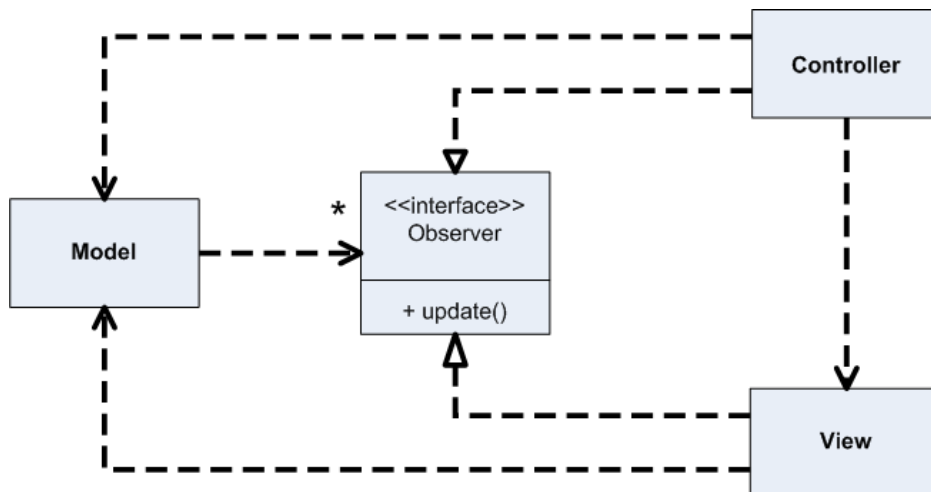 Controller
*
<<interface>>
Observer
Model
+ update()
View